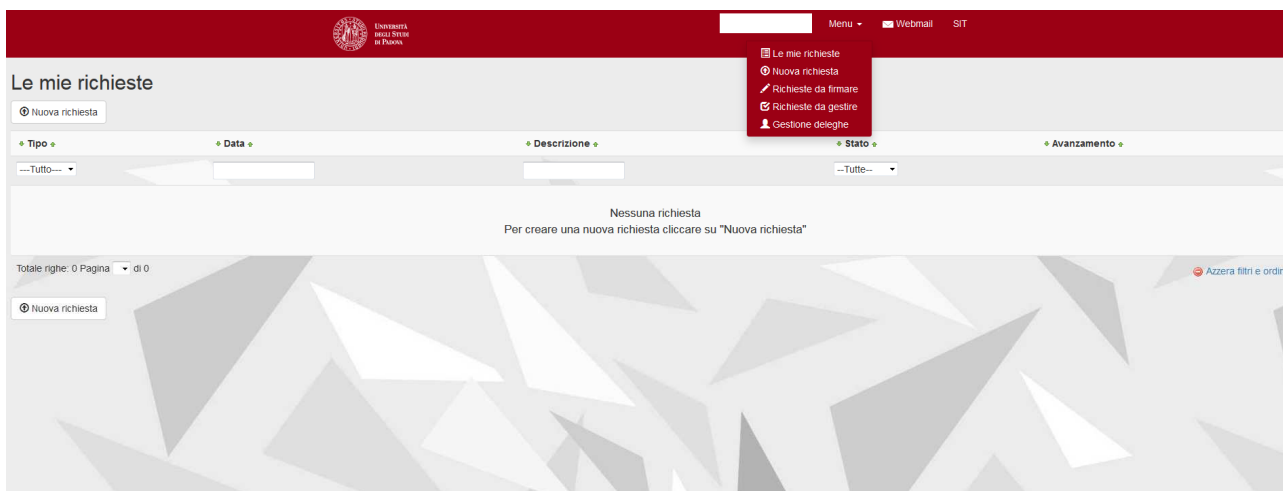 UNIVERSITÀ
DEGLI STUDI
DI PADOVA
Menu Webmail SIT
Le mie richieste
Nuova richiesta
Richieste da firmare
Richieste da gestire
Gestione deleghe
Le mie richieste
Nuova richiesta
Tipo Data Descrizione Stato Avanzamento
---Tutto--- --Tutte--
Nessuna richiesta
Per creare una nuova richiesta cliccare su "Nuova richiesta"
Totale righe: 0 Pagina di 0
Azzera filtri e ordin
Nuova richiesta